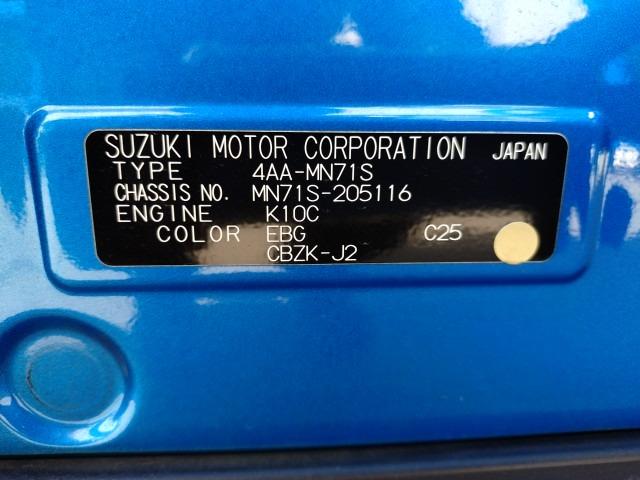 SUZUKI MOTOR CORPORATION JAPAN
TYPE 4AA-MN71S
CHASSIS NO. MN71S-205116
ENGINE K10C
COLOR EBG C25
CBZK-J2